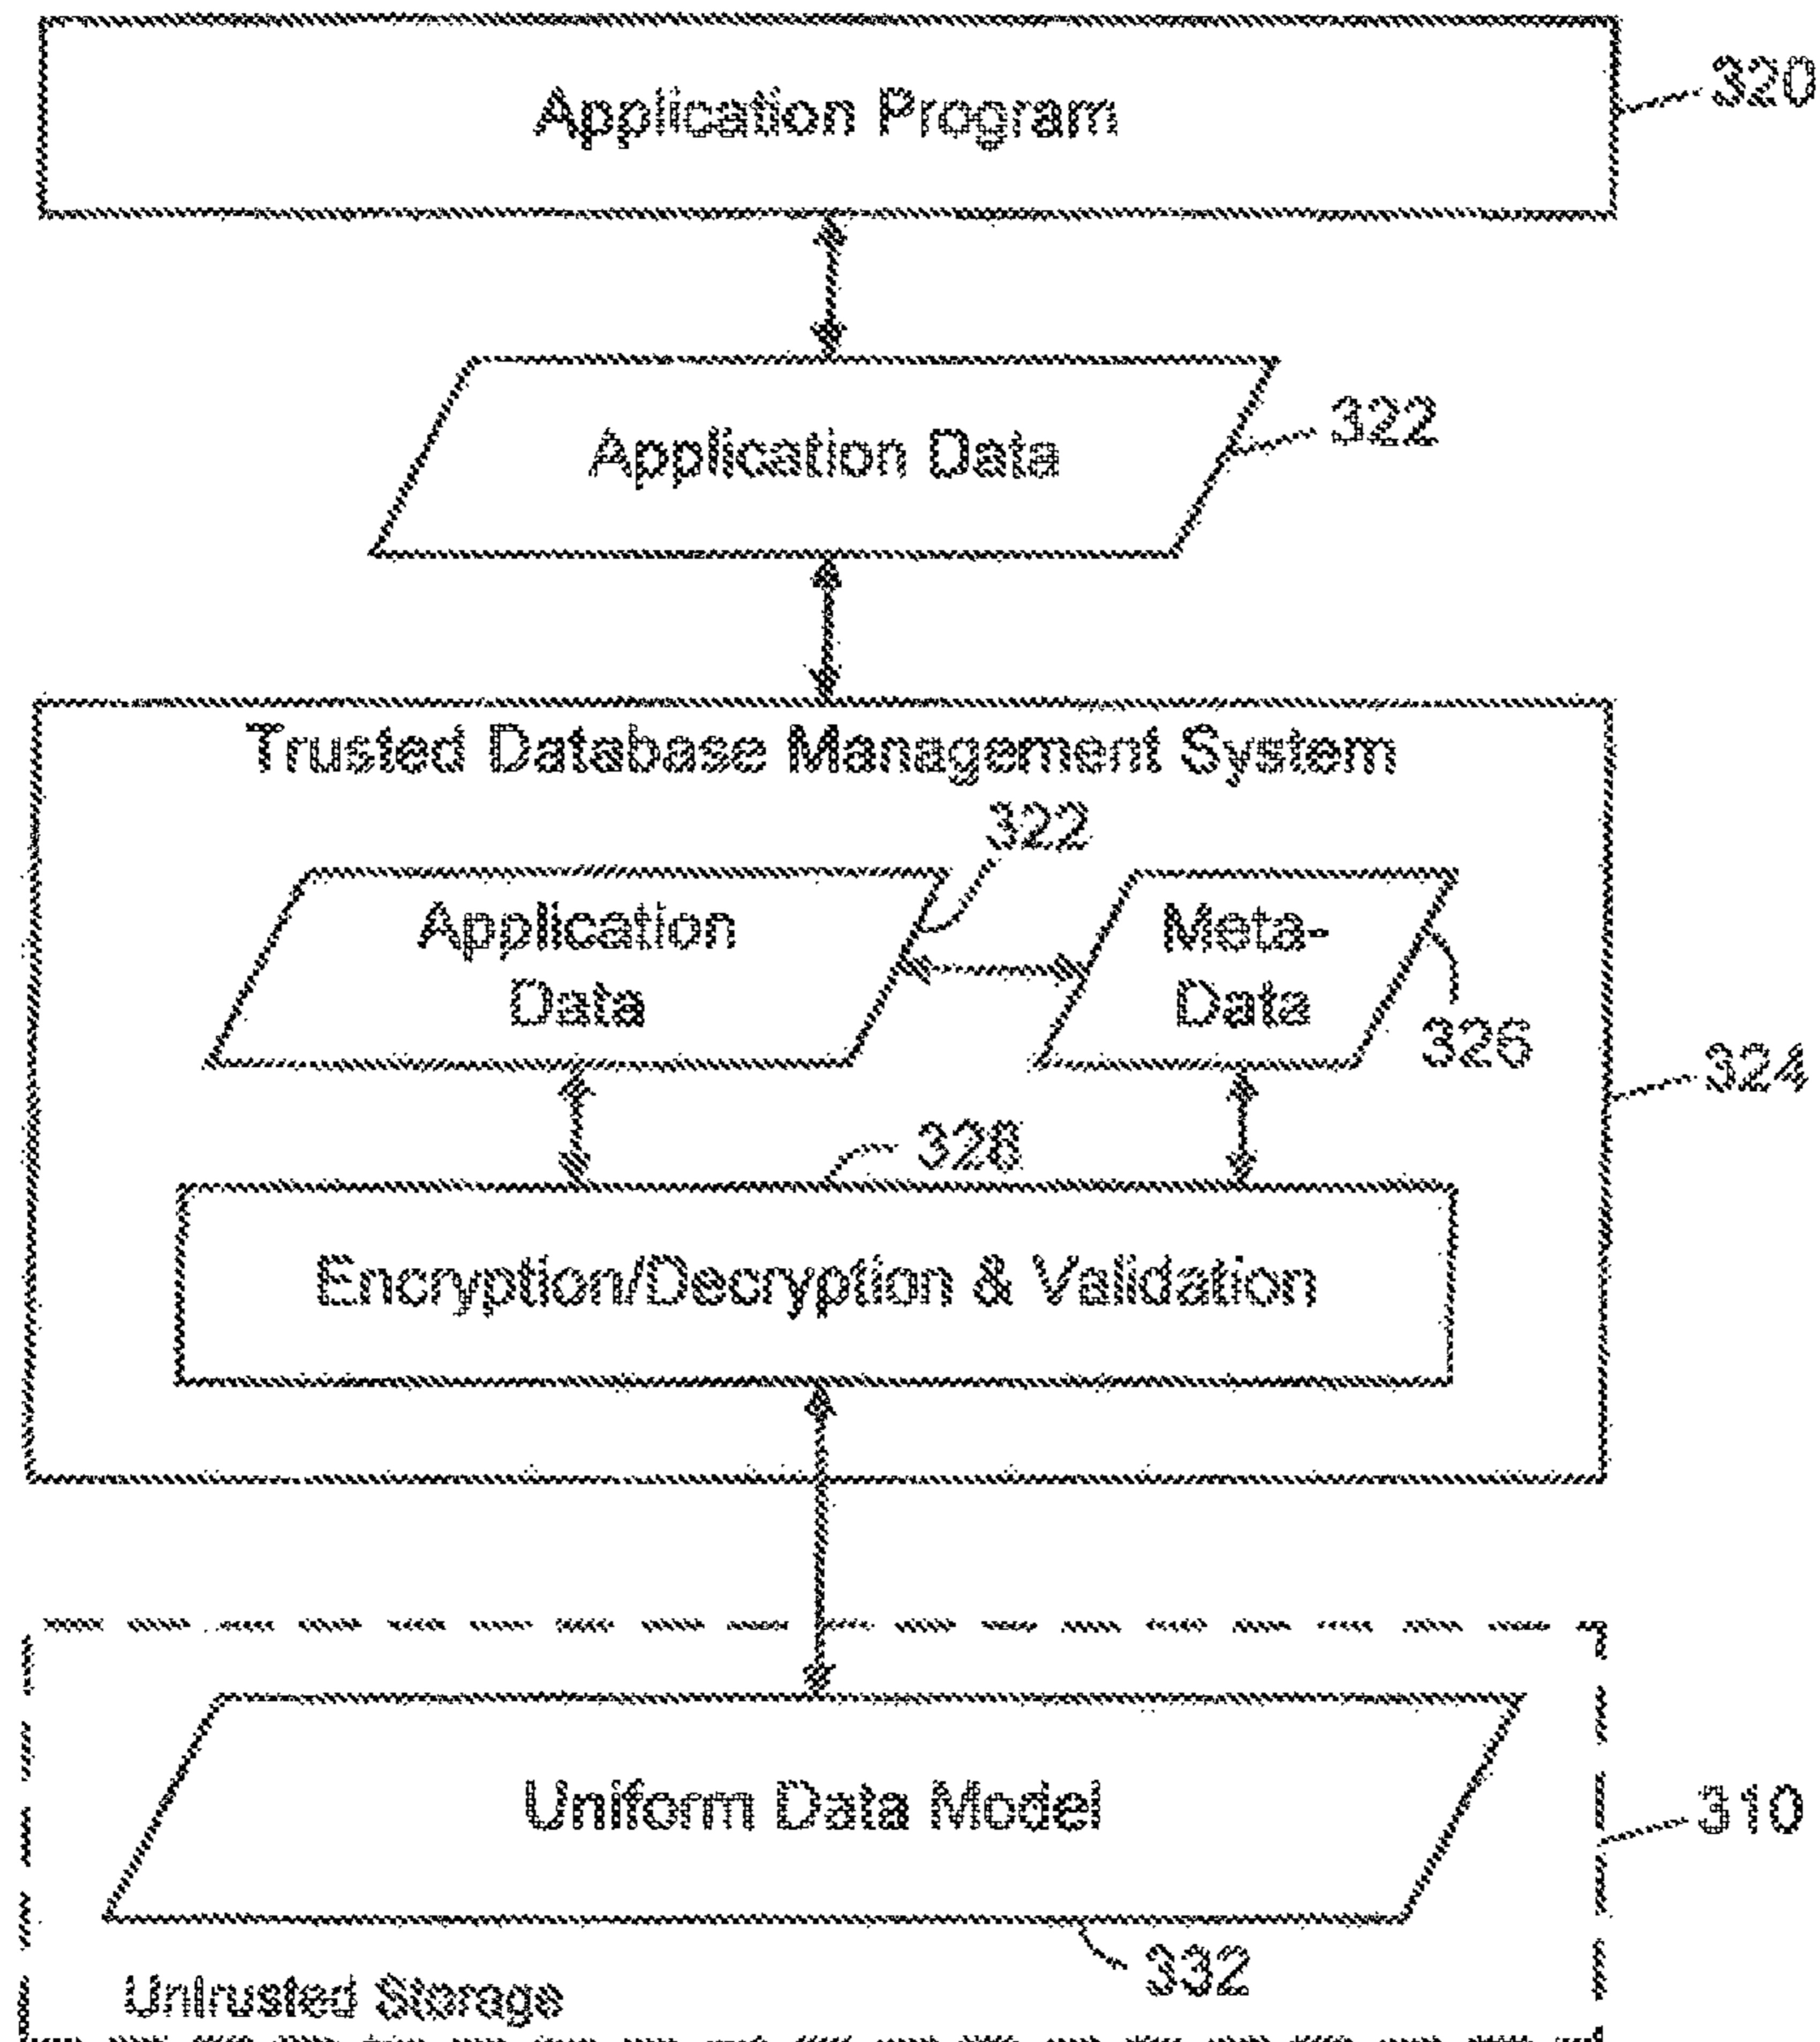 Application Program
320
Application Data
322
Trusted Database Management System
322
Application
Data
Meta-
Data
326
324
328
Encryption/Decryption & Validation
Uniform Data Model
310
332
Untrusted Storage